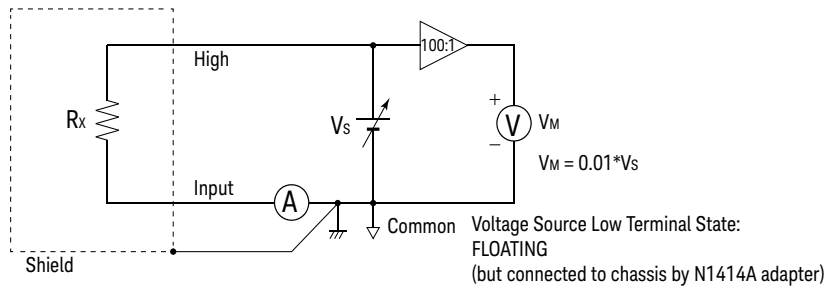 100:1
High
Rx
Vs
+
V
VM
−
VM = 0.01*Vs
Input
A
Common
Voltage Source Low Terminal State:
FLOATING
(but connected to chassis by N1414A adapter)
Shield